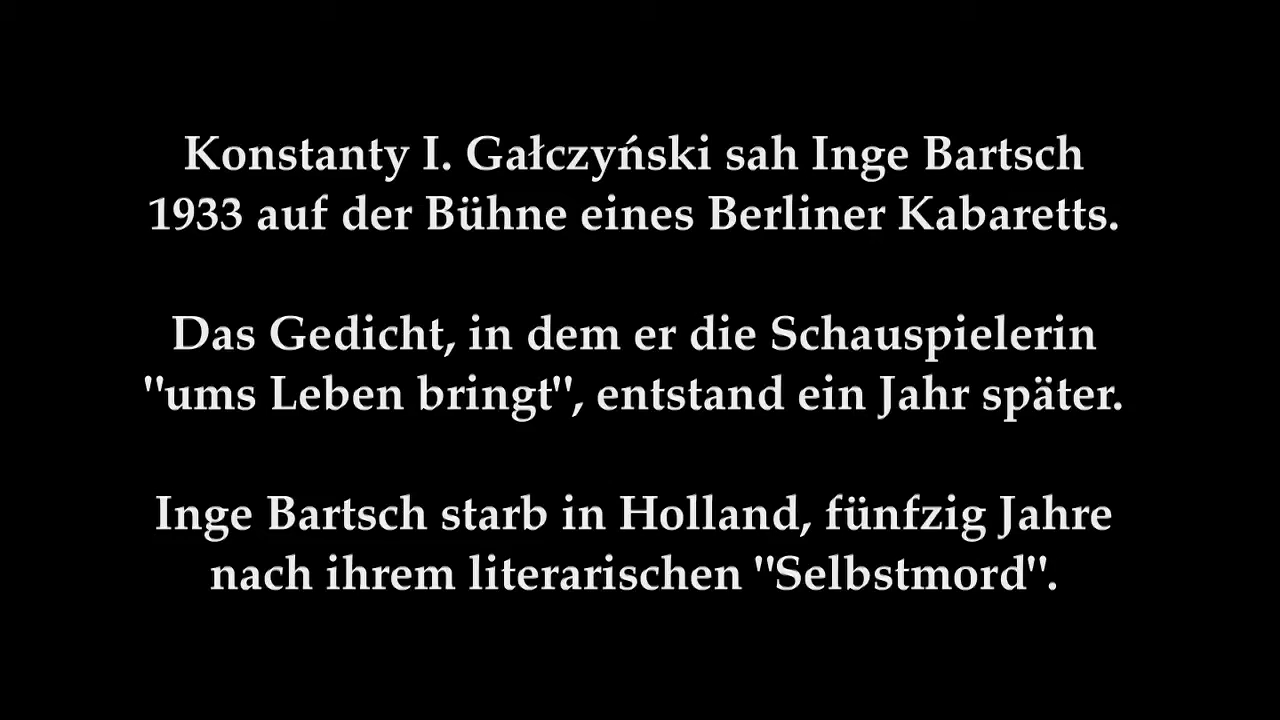 Konstanty I. Gałczyński sah Inge Bartsch
1933 auf der Bühne eines Berliner Kabaretts.
Das Gedicht, in dem er die Schauspielerin
"ums Leben bringt", entstand ein Jahr später.
Inge Bartsch starb in Holland, fünfzig Jahre
nach ihrem literarischen "Selbstmord".